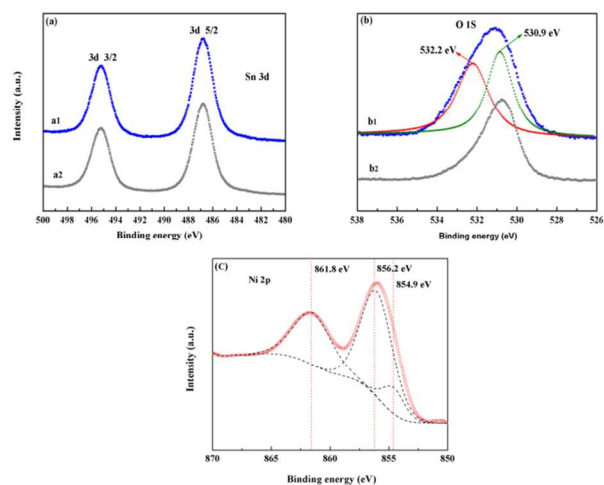 (a)
3d 5/2
3d 3/2
Sn 3d
a1
a2
Intensity (a.u.)
500 498 496 494 492 490 488 486 484 482 480
Binding energy (eV)
(b)
O 1S
530.9 eV
532.2 eV
b1
b2
Intensity (a.u.)
538 536 534 532 530 528 526
Binding energy (eV)
(C)
861.8 eV
856.2 eV
854.9 eV
Ni 2p
Intensity (a.u.)
870 865 860 855 850
Binding energy (eV)